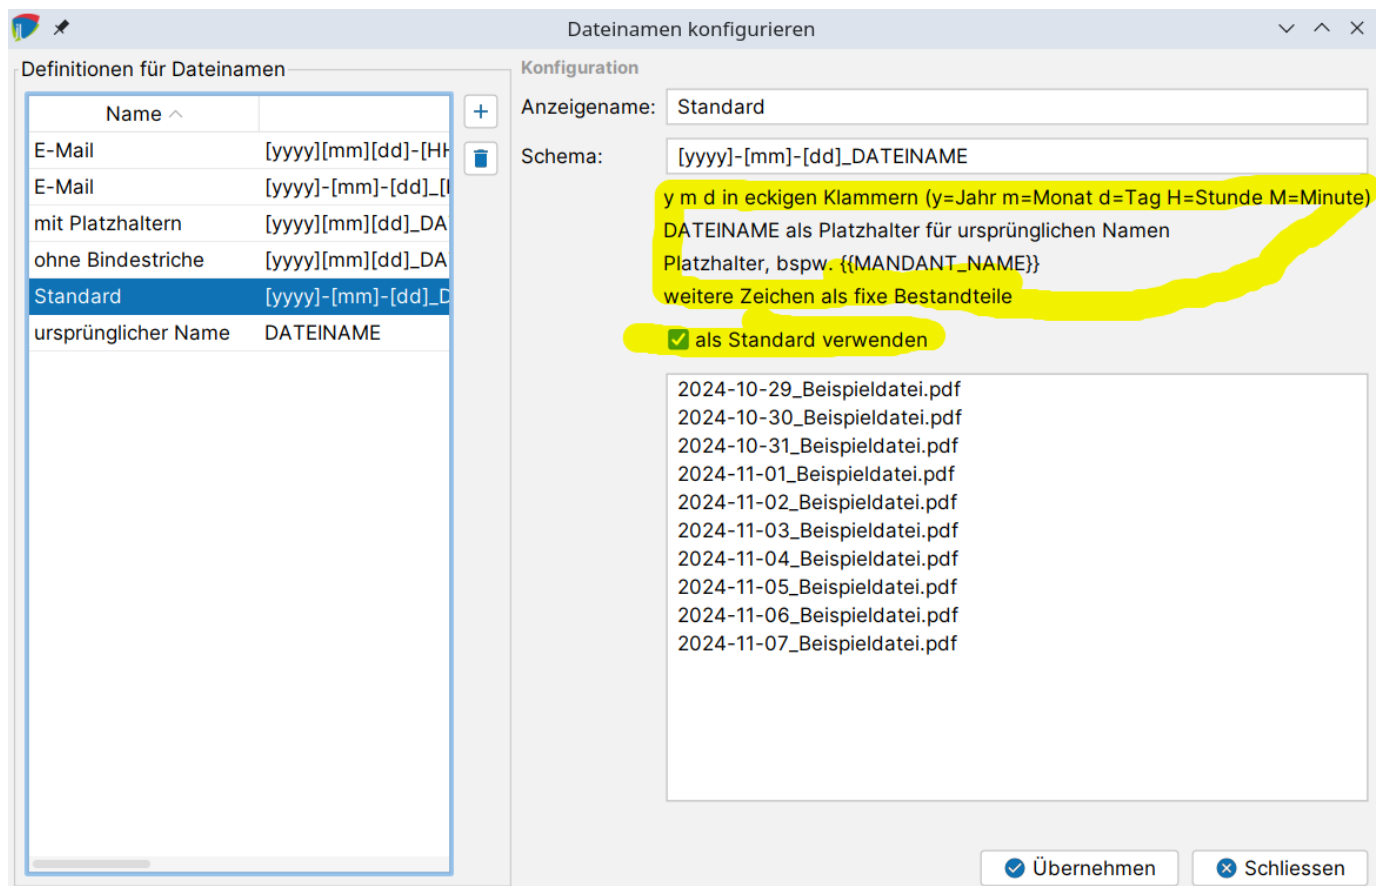 Dateinamen konfigurieren
Definitionen für Dateinamen
Name
E-Mail [yyyy][mm][dd]-[HH
E-Mail [yyyy]-[mm]-[dd]_[
mit Platzhaltern [yyyy][mm][dd]_DA
ohne Bindestriche [yyyy][mm][dd]_DA
Standard [yyyy]-[mm]-[dd]_D
ursprünglicher Name DATEINAME
Konfiguration
Anzeigename: Standard
Schema: [yyyy]-[mm]-[dd]_DATEINAME
y m d in eckigen Klammern (y=Jahr m=Monat d=Tag H=Stunde M=Minute)
DATEINAME als Platzhalter für ursprünglichen Namen
Platzhalter, bspw. {{MANDANT_NAME}}
weitere Zeichen als fixe Bestandteile
als Standard verwenden
2024-10-29_Beispieldatei.pdf
2024-10-30_Beispieldatei.pdf
2024-10-31_Beispieldatei.pdf
2024-11-01_Beispieldatei.pdf
2024-11-02_Beispieldatei.pdf
2024-11-03_Beispieldatei.pdf
2024-11-04_Beispieldatei.pdf
2024-11-05_Beispieldatei.pdf
2024-11-06_Beispieldatei.pdf
2024-11-07_Beispieldatei.pdf
Übernehmen
Schliessen